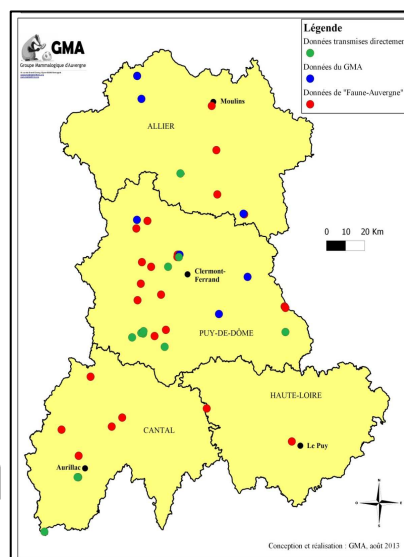 GMA
Groupe Mammalogique d'Auvergne
Légende
Données transmises directement
Données du GMA
Données de "Faune-Auvergne"
Moulins
ALLIER
0 10 20 Km
Clermont-
Ferrand
PUY-DE-DÔME
HAUTE-LOIRE
CANTAL
Le Puy
Aurillac
Conception et réalisation : GMA, août 2013